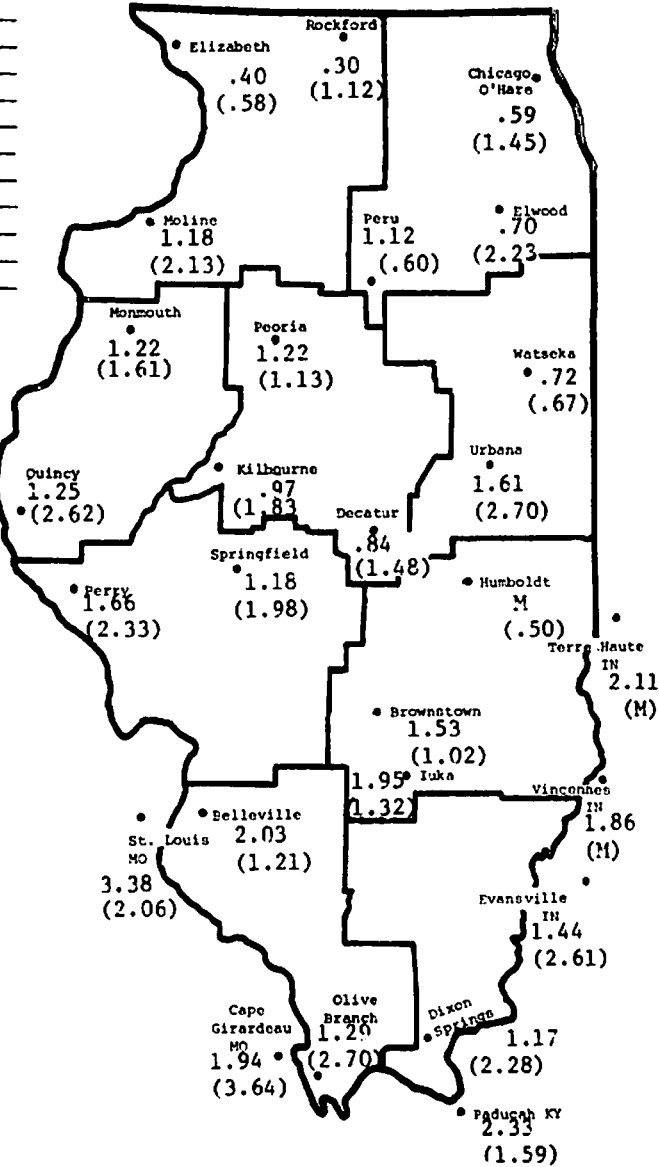 Rockford
.30
(1.12)
Elizabeth
.40
(.58)
Chicago
O'Hare
.59
(1.45)
Moline
1.18
(2.13)
Peru
1.12
(.60)
Elwood
.70
(2.23
Monmouth
1.22
(1.61)
Peoria
1.22
(1.13)
Watseka
.72
(.67)
Quincy
1.25
(2.62)
Kilbourne
.97
(1.83
Urbana
1.61
(2.70)
Decatur
.84
(1.48)
Springfield
1.18
(1.98)
Perry
1.66
(2.33)
Humboldt
M
(.50)
Terre Haute
IN
2.11
(M)
Brownstown
1.53
(1.02)
1.95 Iuka
(1.32)
Vincennes
IN
1.86
(M)
Belleville
2.03
(1.21)
St. Louis
MO
3.38
(2.06)
Evansville
IN
1.44
(2.61)
Cape
Girardeau
MO
1.94
(3.64)
Olive
Branch
1.29
(2.70)
Dixon
Springs
1.17
(2.28)
Paducah KY
2.33
(1.59)